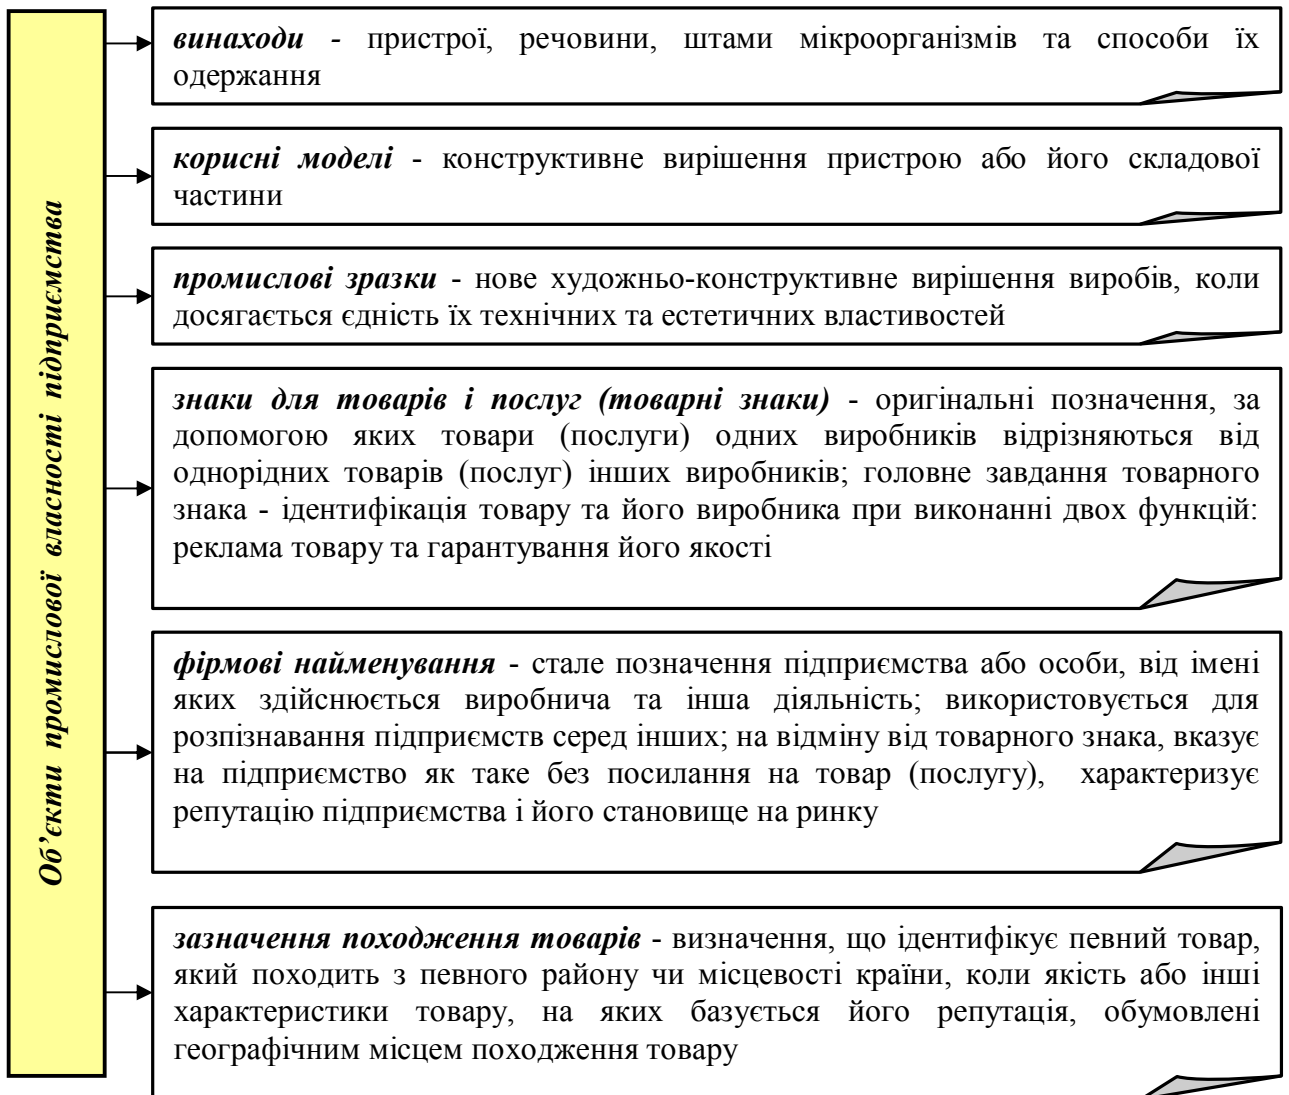 Об’єкти промислової власності підприємства
винаходи - пристрої, речовини, штами мікроорганізмів та способи їх
одержання
корисні моделі - конструктивне вирішення пристрою або його складової
частини
промислові зразки - нове художньо-конструктивне вирішення виробів, коли
досягається єдність їх технічних та естетичних властивостей
знаки для товарів і послуг (товарні знаки) - оригінальні позначення, за
допомогою яких товари (послуги) одних виробників відрізняються від
однорідних товарів (послуг) інших виробників; головне завдання товарного
знака - ідентифікація товару та його виробника при виконанні двох функцій:
реклама товару та гарантування його якості
фірмові найменування - стале позначення підприємства або особи, від імені
яких здійснюється виробнича та інша діяльність; використовується для
розпізнавання підприємств серед інших; на відміну від товарного знака, вказує
на підприємство як таке без посилання на товар (послугу), характеризує
репутацію підприємства і його становище на ринку
зазначення походження товарів - визначення, що ідентифікує певний товар,
який походить з певного району чи місцевості країни, коли якість або інші
характеристики товару, на яких базується його репутація, обумовлені
географічним місцем походження товару